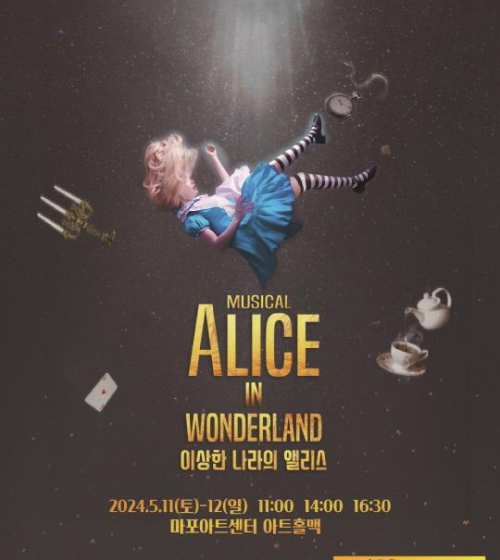 MUSICAL
ALICE
IN
WONDERLAND
이상한 나라의 앨리스
2024.5.11(토)-12(일) 11:00 14:00 16:30
마포아트센터 아트홀맥